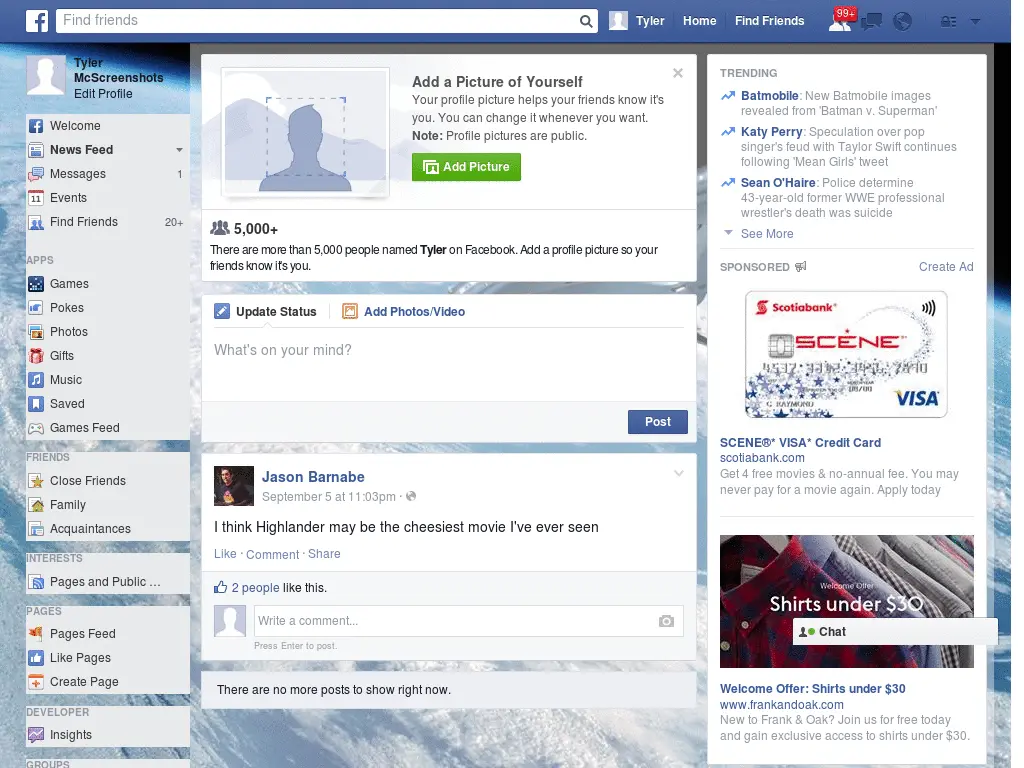 Find friends
Tyler
Home
Find Friends
99+
Tyler
McScreenshots
Edit Profile
Welcome
News Feed
Messages
1
11
Events
Find Friends
20+
APPS
Games
Pokes
Photos
Gifts
Music
Saved
Games Feed
FRIENDS
Close Friends
Family
Acquaintances
INTERESTS
Pages and Public ...
PAGES
Pages Feed
Like Pages
Create Page
DEVELOPER
Insights
GROUPS
Add a Picture of Yourself
Your profile picture helps your friends know it's
you. You can change it whenever you want.
Note: Profile pictures are public.
Add Picture
5,000+
There are more than 5,000 people named Tyler on Facebook. Add a profile picture so your
friends know it's you.
Update Status
Add Photos/Video
What's on your mind?
Post
Jason Barnabe
September 5 at 11:03pm ·
I think Highlander may be the cheesiest movie I've ever seen
Like · Comment · Share
2 people like this.
Write a comment...
Press Enter to post.
There are no more posts to show right now.
TRENDING
Batmobile: New Batmobile images
revealed from 'Batman v. Superman'
Katy Perry: Speculation over pop
singer's feud with Taylor Swift continues
following 'Mean Girls' tweet
Sean O'Haire: Police determine
43-year-old former WWE professional
wrestler's death was suicide
See More
SPONSORED
Create Ad
Scotiabank
SCENE
C RAYMOND
VISA
SCENE®* VISA* Credit Card
scotiabank.com
Get 4 free movies & no-annual fee. You may
never pay for a movie again. Apply today
Welcome Offer
Shirts under $30
Chat
Welcome Offer: Shirts under $30
www.frankandoak.com
New to Frank & Oak? Join us for free today
and gain exclusive access to shirts under $30.